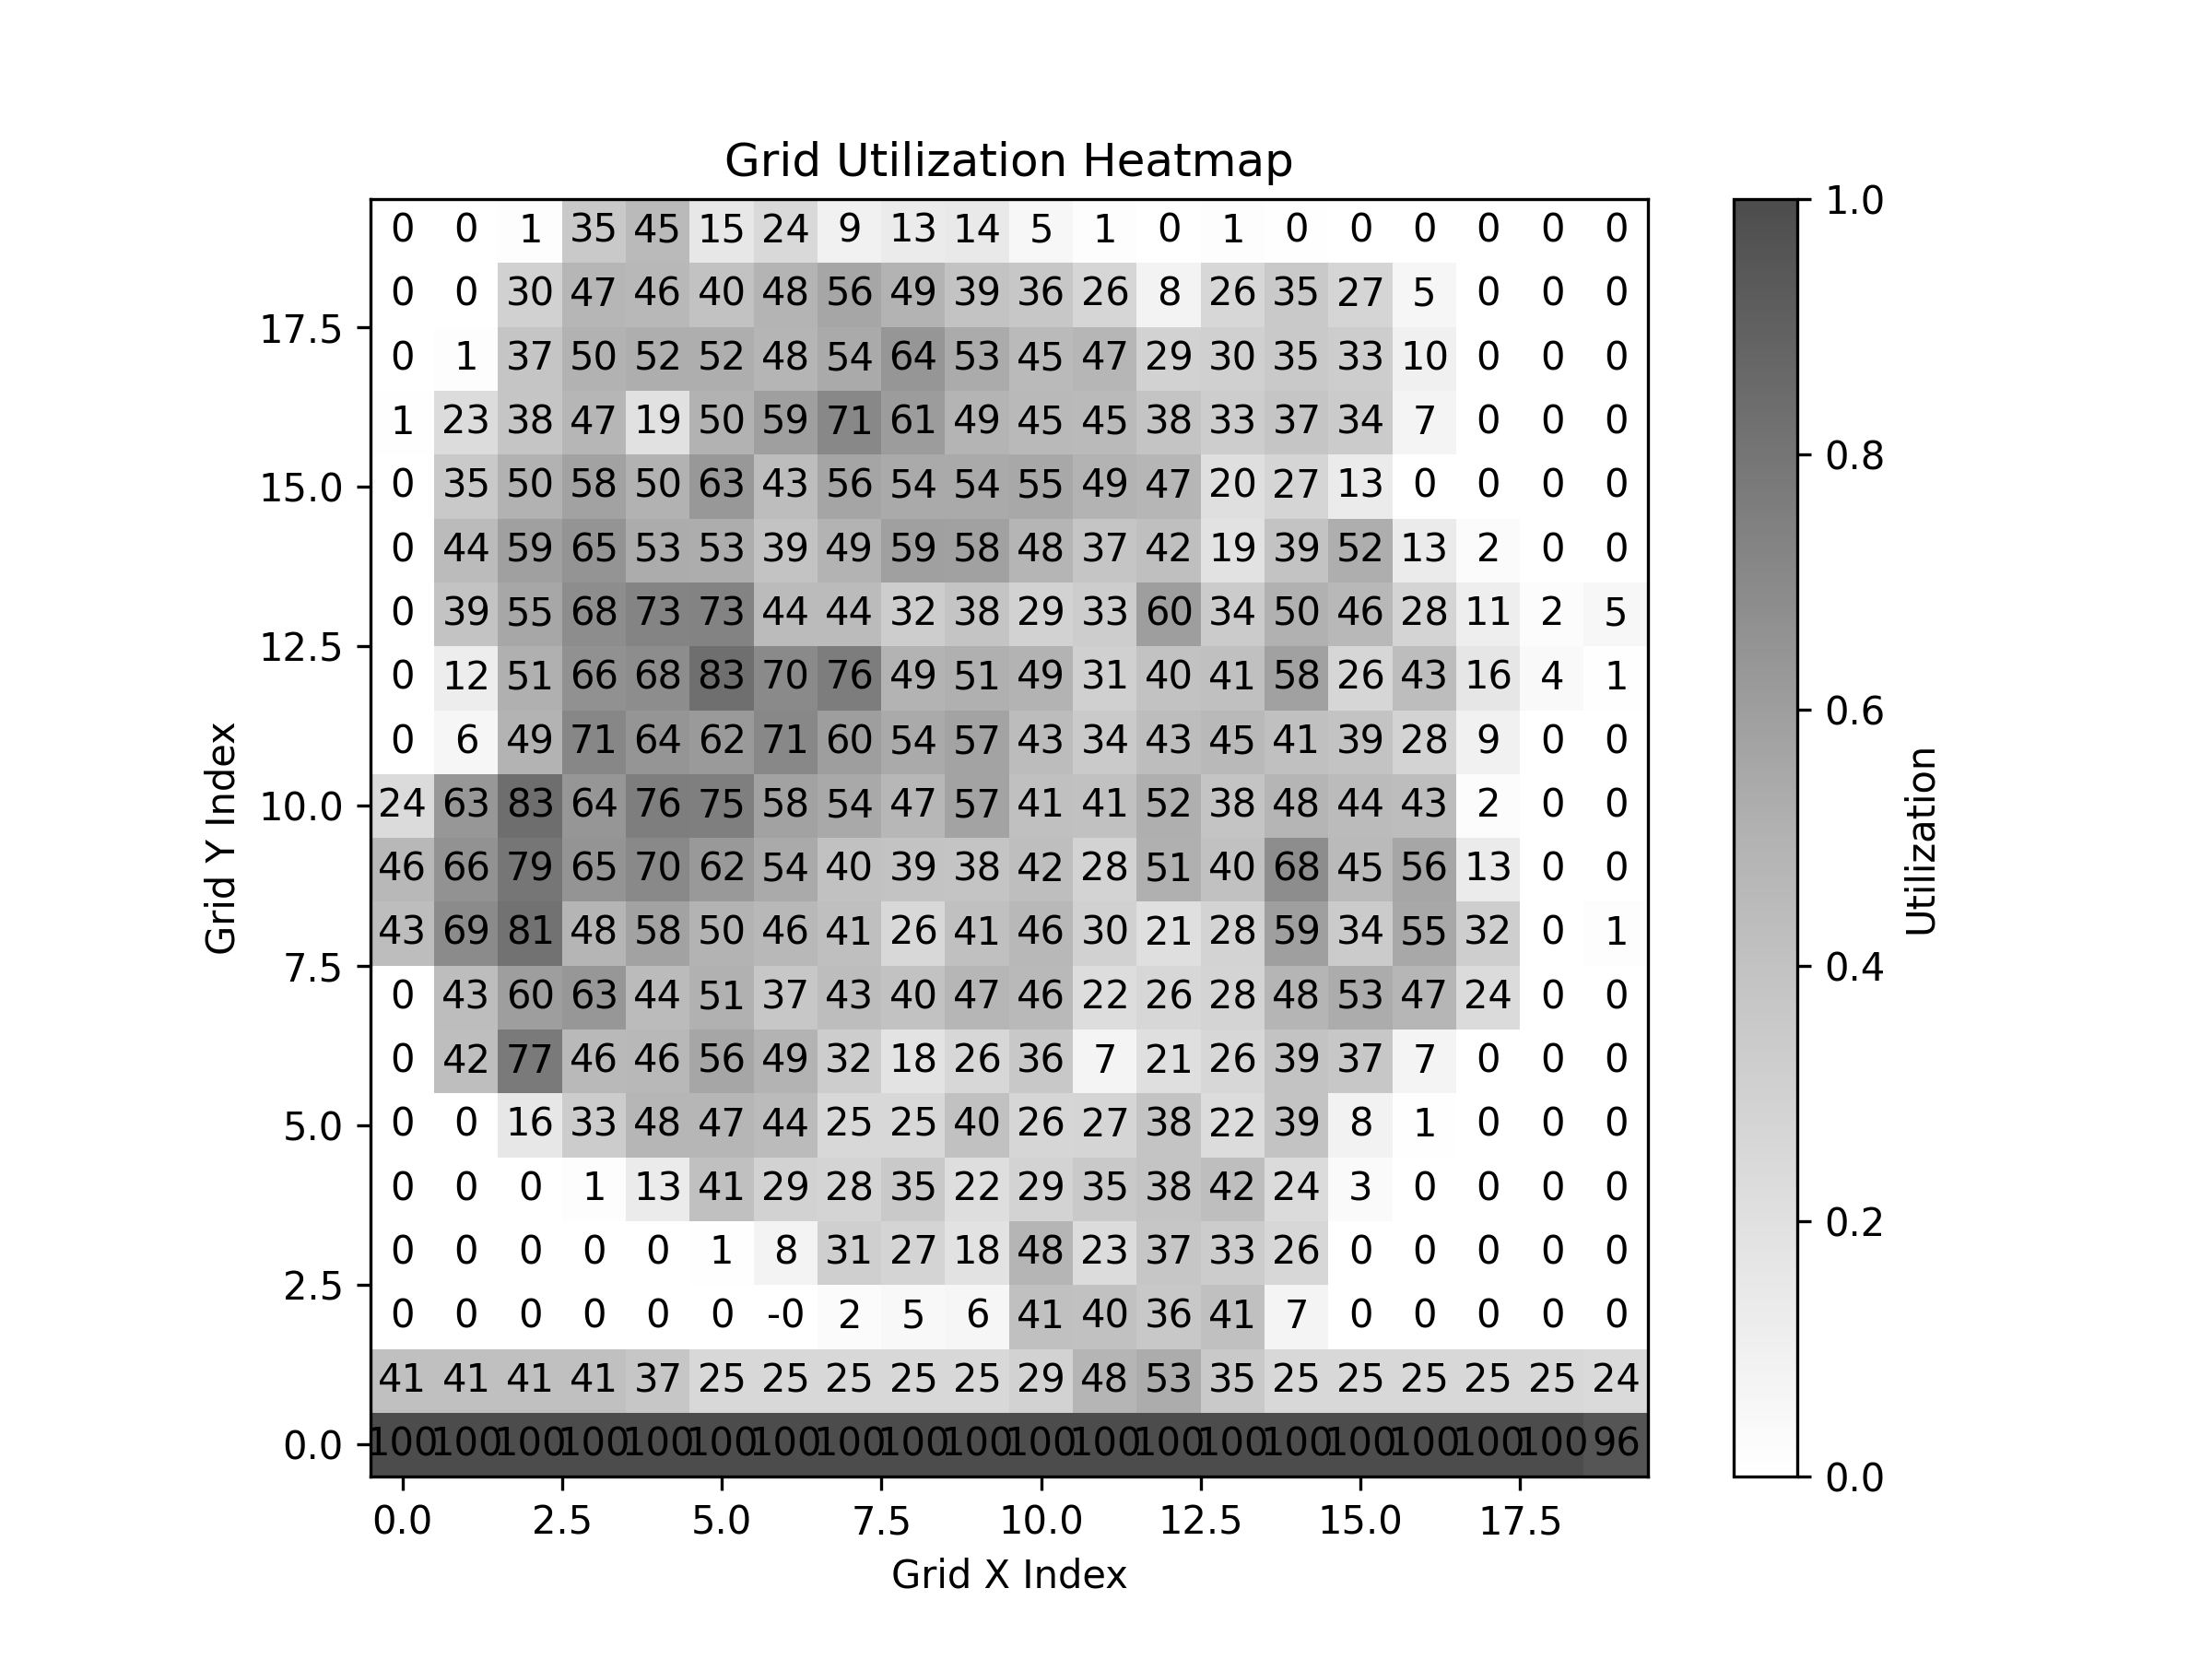 Grid Utilization Heatmap
0 0 1 35 45 15 24 9 13 14 5 1 0 1 0 0 0 0 0 0
0 0 30 47 46 40 48 56 49 39 36 26 8 26 35 27 5 0 0 0
0 1 37 50 52 52 48 54 64 53 45 47 29 30 35 33 10 0 0 0
1 23 38 47 19 50 59 71 61 49 45 45 38 33 37 34 7 0 0 0
0 35 50 58 50 63 43 56 54 54 55 49 47 20 27 13 0 0 0 0
0 44 59 65 53 53 39 49 59 58 48 37 42 19 39 52 13 2 0 0
0 39 55 68 73 73 44 44 32 38 29 33 60 34 50 46 28 11 2 5
0 12 51 66 68 83 70 76 49 51 49 31 40 41 58 26 43 16 4 1
0 6 49 71 64 62 71 60 54 57 43 34 43 45 41 39 28 9 0 0
24 63 83 64 76 75 58 54 47 57 41 41 52 38 48 44 43 2 0 0
46 66 79 65 70 62 54 40 39 38 42 28 51 40 68 45 56 13 0 0
43 69 81 48 58 50 46 41 26 41 46 30 21 28 59 34 55 32 0 1
0 43 60 63 44 51 37 43 40 47 46 22 26 28 48 53 47 24 0 0
0 42 77 46 46 56 49 32 18 26 36 7 21 26 39 37 7 0 0 0
0 0 16 33 48 47 44 25 25 40 26 27 38 22 39 8 1 0 0 0
0 0 0 1 13 41 29 28 35 22 29 35 38 42 24 3 0 0 0 0
0 0 0 0 0 1 8 31 27 18 48 23 37 33 26 0 0 0 0 0
0 0 0 0 0 0 -0 2 5 6 41 40 36 41 7 0 0 0 0 0
41 41 41 41 37 25 25 25 25 25 29 48 53 35 25 25 25 25 25 24
100 100 100 100 100 100 100 100 100 100 100 100 100 100 100 100 100 100 100 96
17.5
15.0
12.5
10.0
7.5
5.0
2.5
0.0
Grid Y Index
0.0 2.5 5.0 7.5 10.0 12.5 15.0 17.5
Grid X Index
1.0
0.8
0.6
0.4
0.2
0.0
Utilization